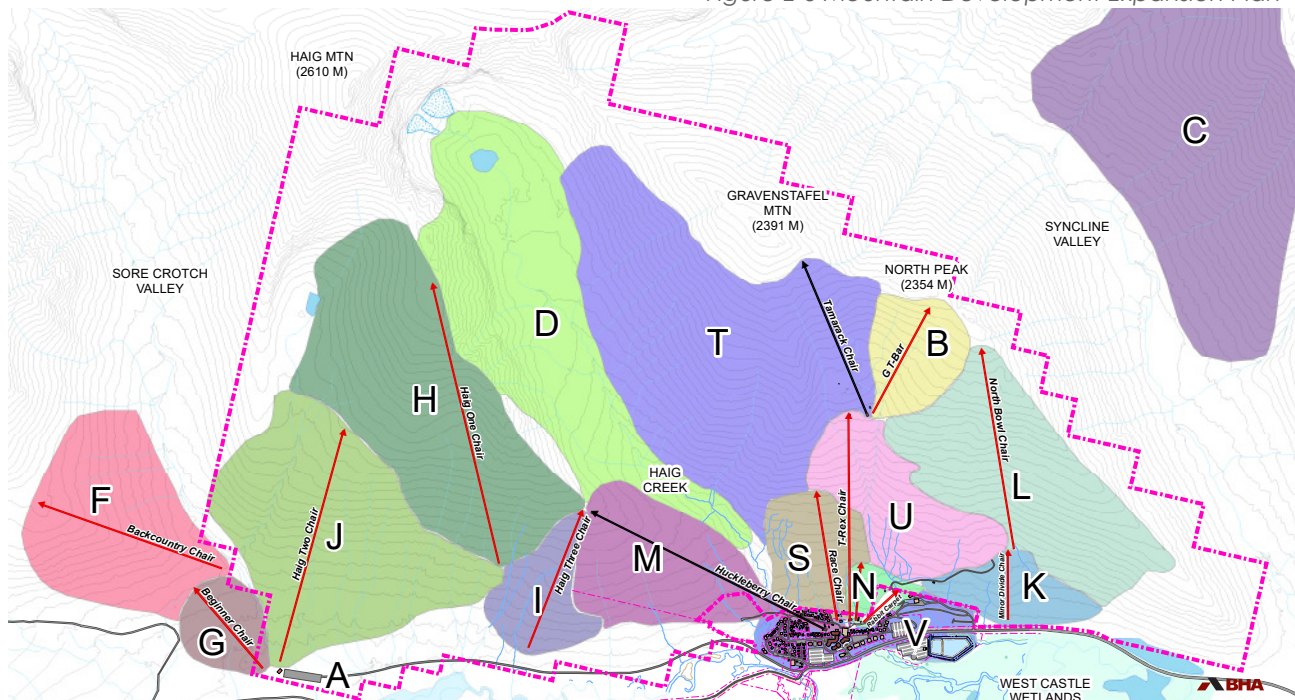 HAIG MTN
(2610 M)
C
GRAVENSTAFEL
MTN
(2391 M)
SYNCLINE
VALLEY
SORE CROTCH
VALLEY
NORTH PEAK
(2354 M)
D
T
Tamarack Chair
B
G T-Bar
H
Haig One Chair
North Bowl Chair
HAIG
CREEK
F
Backcountry Chair
J
Haig Two Chair
L
U
T-Rex Chair
S
Race Chair
I
Haig Three Chair
M
Huckleberry Chair
N
Rabbit Carpet
K
Minor Divide Chair
G
Beginner Chair
V
A
WEST CASTLE
WETLANDS
BHA